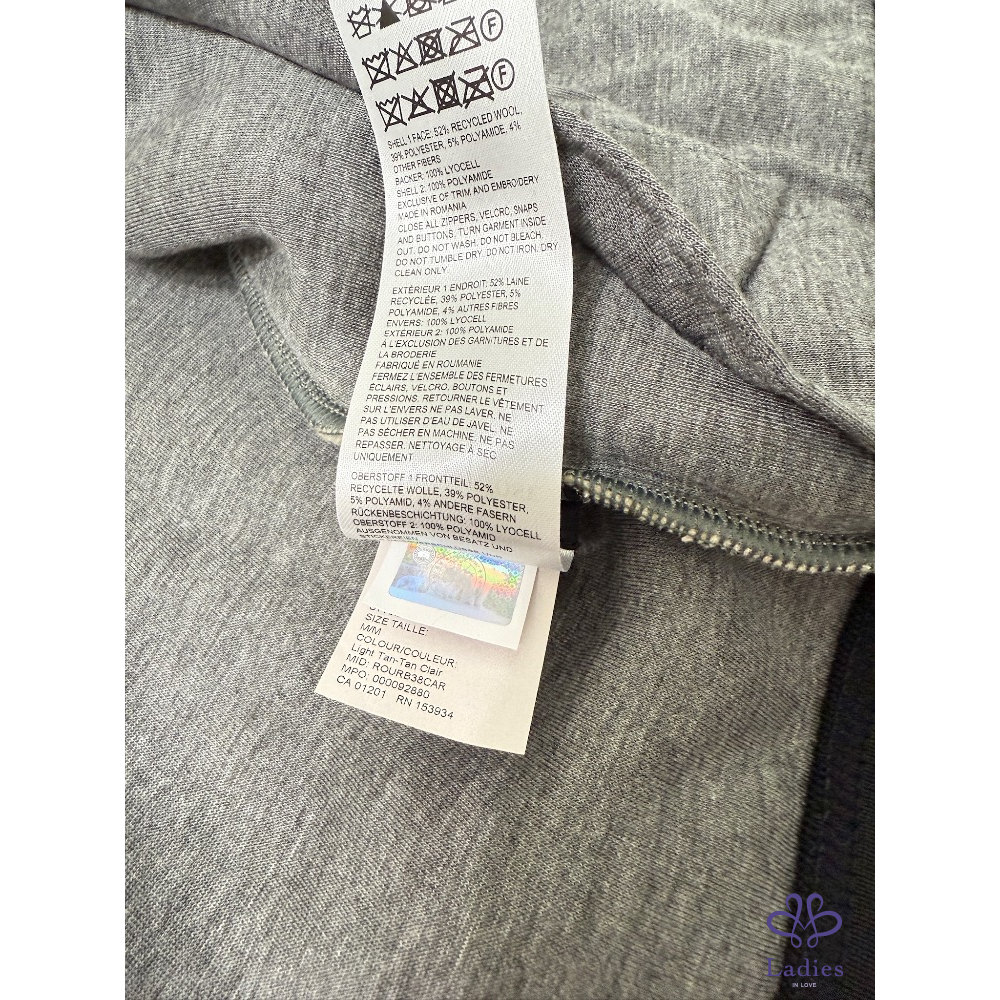 F
F
SHELL 1 FACE: 52% RECYCLED WOOL,
39% POLYESTER, 5% POLYAMIDE, 4%
OTHER FIBERS
BACKER: 100% LYOCELL
SHELL 2: 100% POLYAMIDE
EXCLUSIVE OF TRIM AND EMBROIDERY
MADE IN ROMANIA
CLOSE ALL ZIPPERS, VELCRO, SNAPS
AND BUTTONS. TURN GARMENT INSIDE
OUT. DO NOT WASH. DO NOT BLEACH.
DO NOT TUMBLE DRY. DO NOT IRON. DRY
CLEAN ONLY.
EXTÉRIEUR 1 ENDROIT: 52% LAINE
RECYCLÉE, 39% POLYESTER, 5%
POLYAMIDE, 4% AUTRES FIBRES
ENVERS: 100% LYOCELL
EXTÉRIEUR 2: 100% POLYAMIDE
À L'EXCLUSION DES GARNITURES ET DE
LA BRODERIE
FABRIQUÉ EN ROUMANIE
FERMEZ L'ENSEMBLE DES FERMETURES
ÉCLAIRS, VELCRO, BOUTONS ET
PRESSIONS. RETOURNER LE VÊTEMENT
SUR L'ENVERS NE PAS LAVER. NE
PAS UTILISER D'EAU DE JAVEL. NE
PAS SÉCHER EN MACHINE. NE PAS
REPASSER. NETTOYAGE À SEC
UNIQUEMENT
OBERSTOFF 1 FRONTTEIL: 52%
RECYCELTE WOLLE, 39% POLYESTER,
5% POLYAMID, 4% ANDERE FASERN
RÜCKENBESCHICHTUNG: 100% LYOCELL
OBERSTOFF 2: 100% POLYAMID
AUSGENOMMEN VON BESATZ UND
SIZE TAILLE:
M/M
COLOUR/COULEUR:
Light Tan-Tan Clair
MID: ROURB38CAR
MPO: 000092880
CA 01201 RN 153934
Ladies
IN LOVE